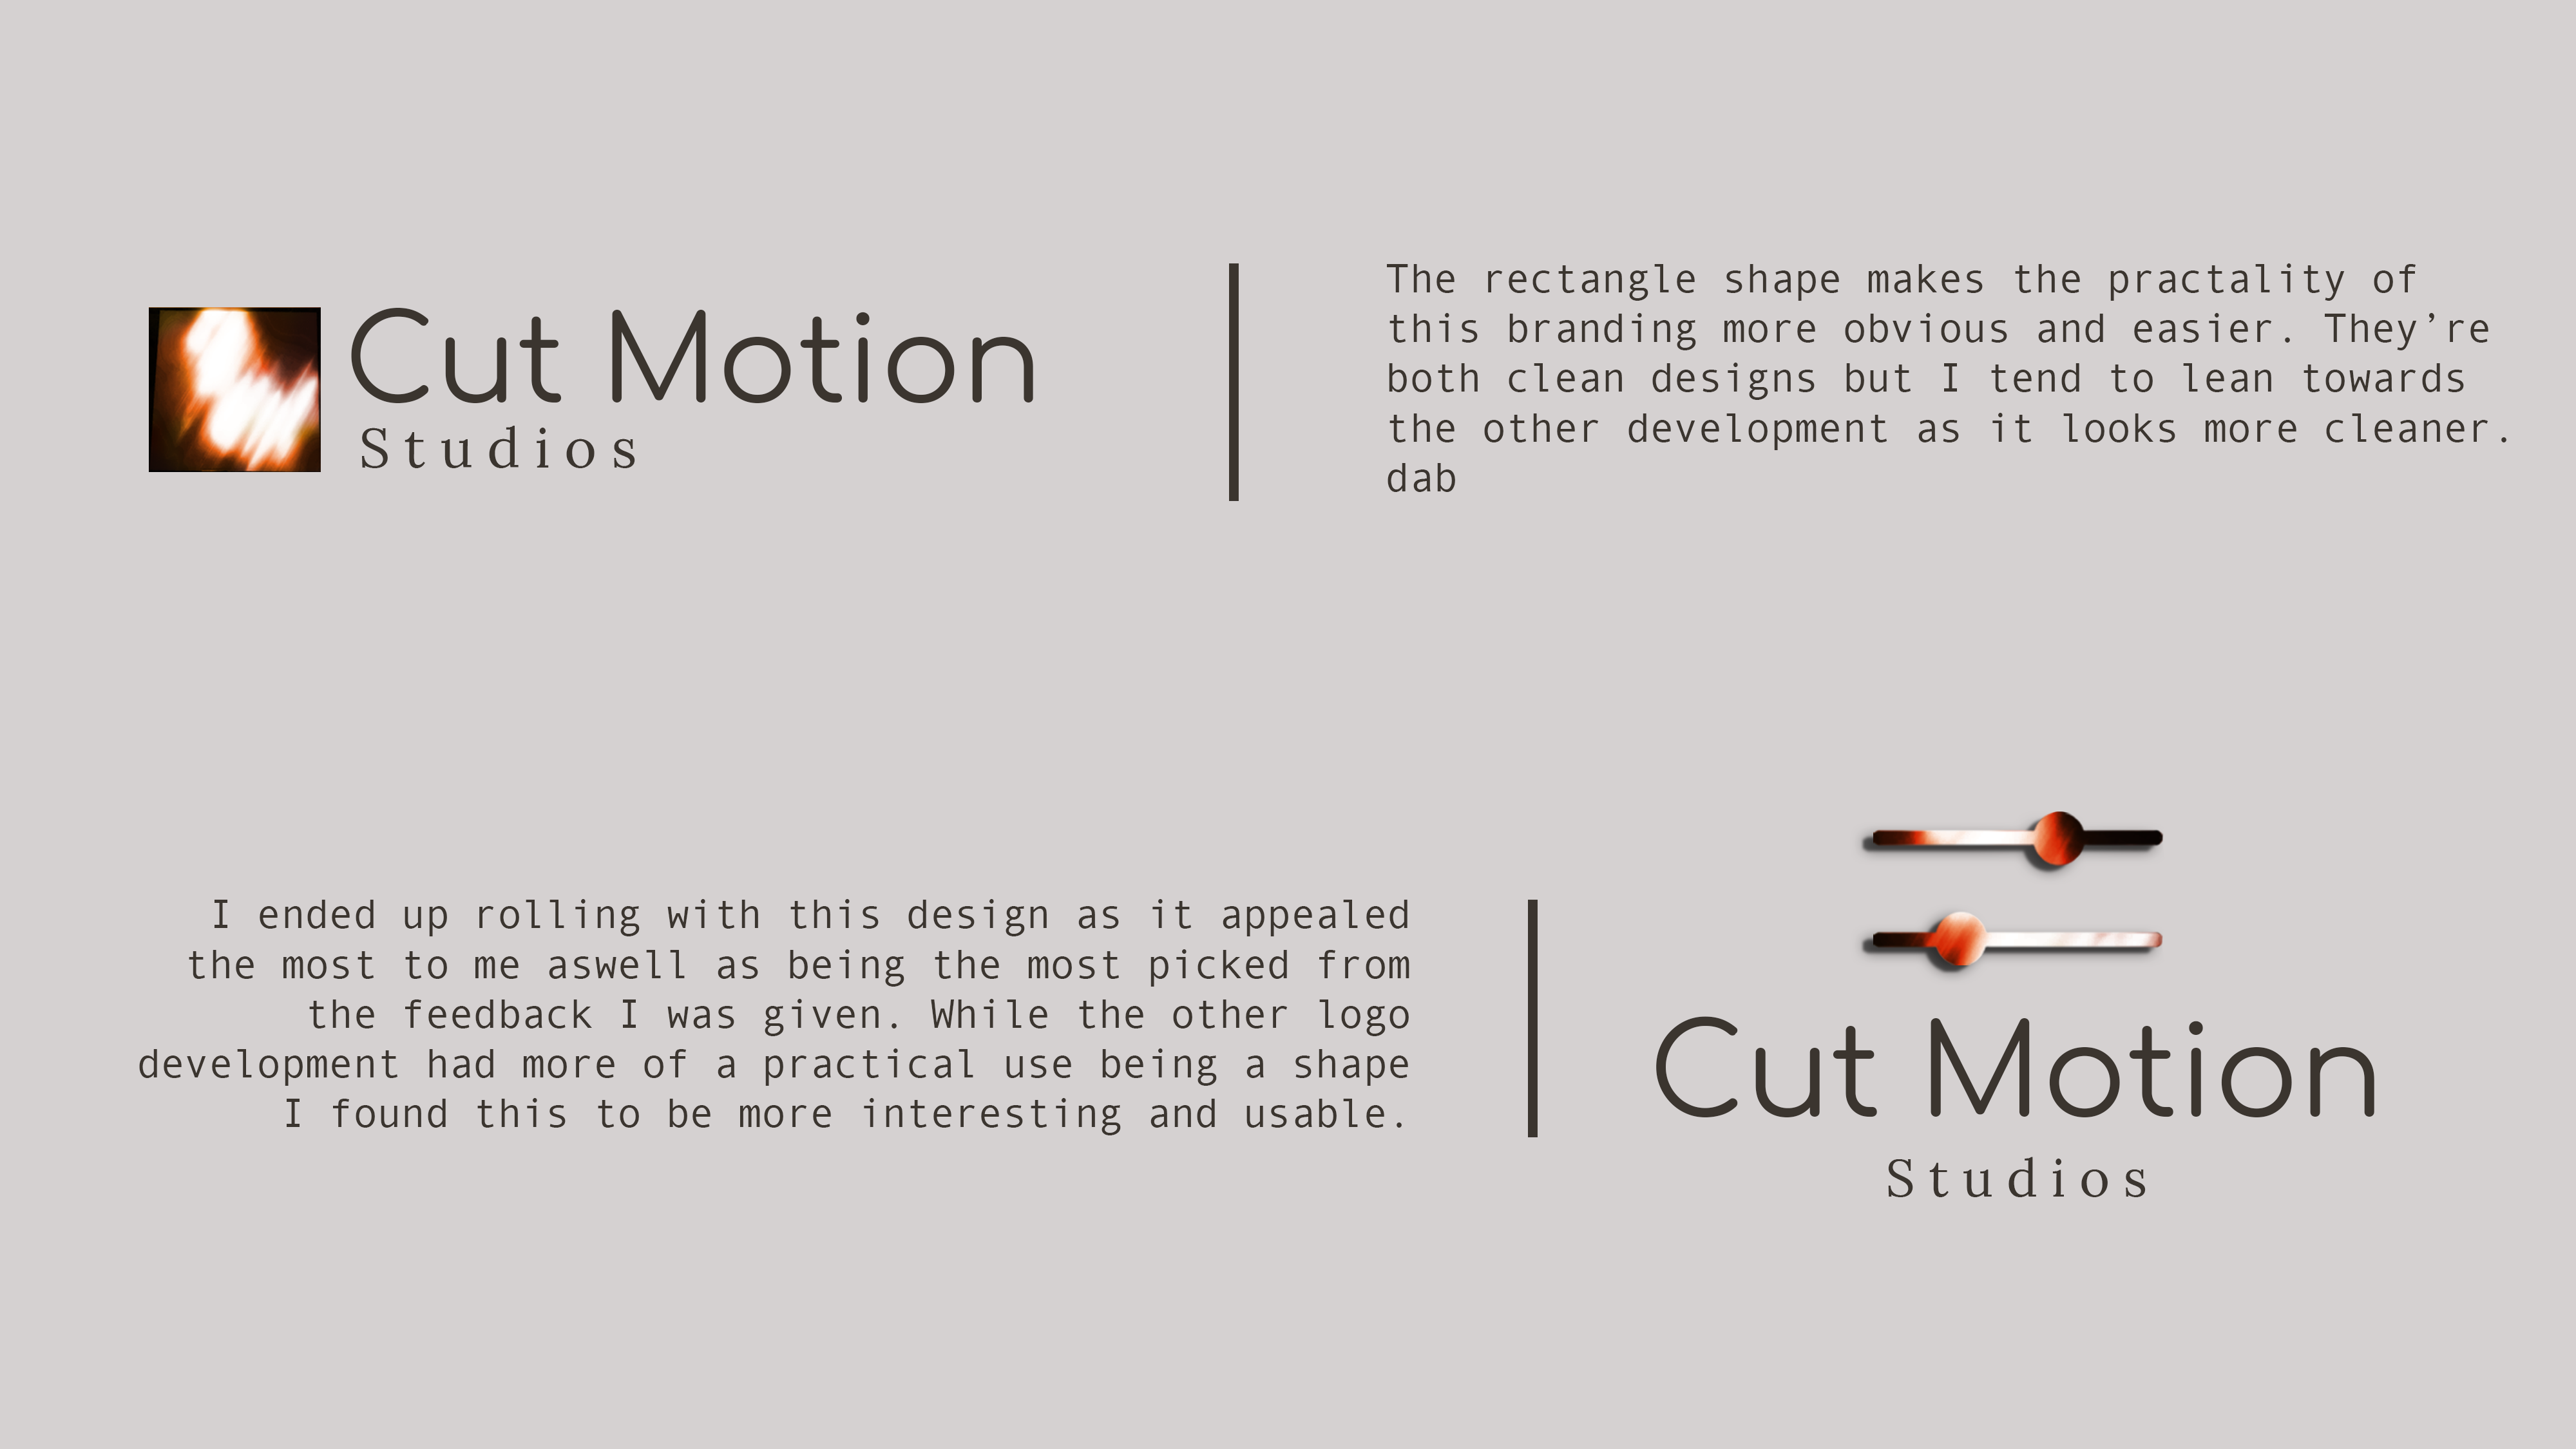 Cut Motion
Studios
The rectangle shape makes the practality of
this branding more obvious and easier. They’re
both clean designs but I tend to lean towards
the other development as it looks more cleaner.
dab
I ended up rolling with this design as it appealed
the most to me aswell as being the most picked from
the feedback I was given. While the other logo
development had more of a practical use being a shape
I found this to be more interesting and usable.
Cut Motion
Studios